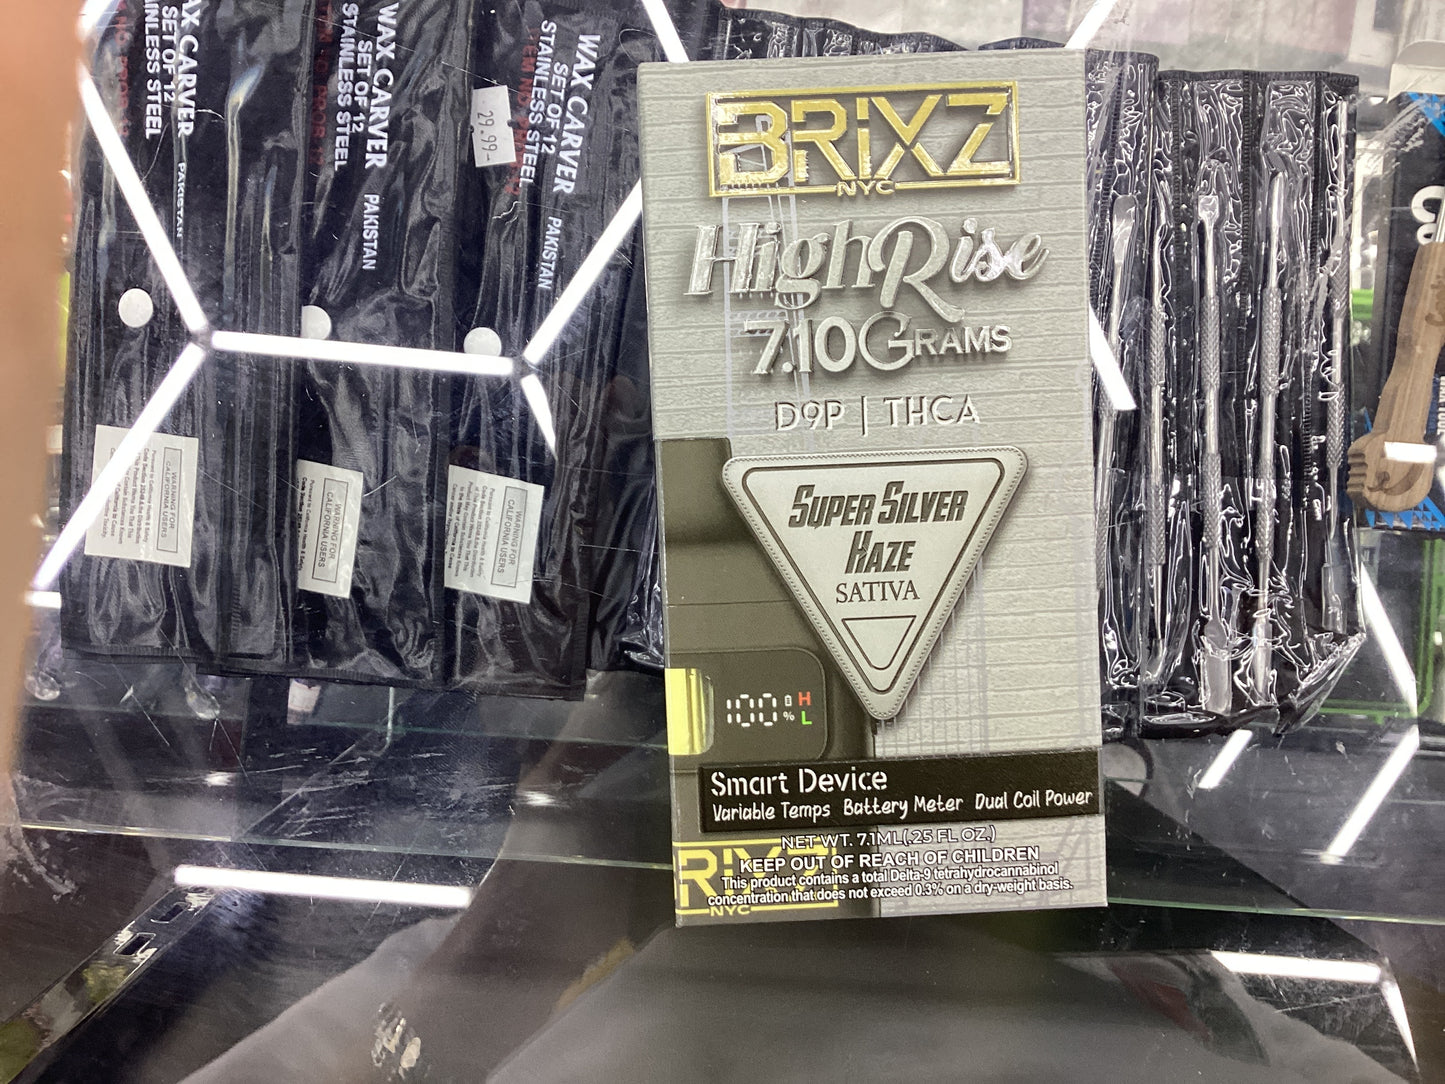 BRIXZ
NYC
HighRise
7.10GRAMS
D9P | THCA
SUPER SILVER
HAZE
SATIVA
100% H
L
Smart Device
Variable Temps Battery Meter Dual Coil Power
NET WT. 7.1ML(.25 FL OZ.)
KEEP OUT OF REACH OF CHILDREN
This product contains a total Delta-9 tetrahydrocannabinol
concentration that does not exceed 0.3% on a dry-weight basis.
RIXZ
NYC
WAX CARVER
SET OF 12
STAINLESS STEEL
PAKISTAN
WAX CARVER
SET OF 12
STAINLESS STEEL
PAKISTAN
WAX CARVER
SET OF 12
STAINLESS STEEL
PAKISTAN
29.99-
WARNING FOR
CALIFORNIA USERS
WARNING FOR
CALIFORNIA USERS
WARNING FOR
CALIFORNIA USERS